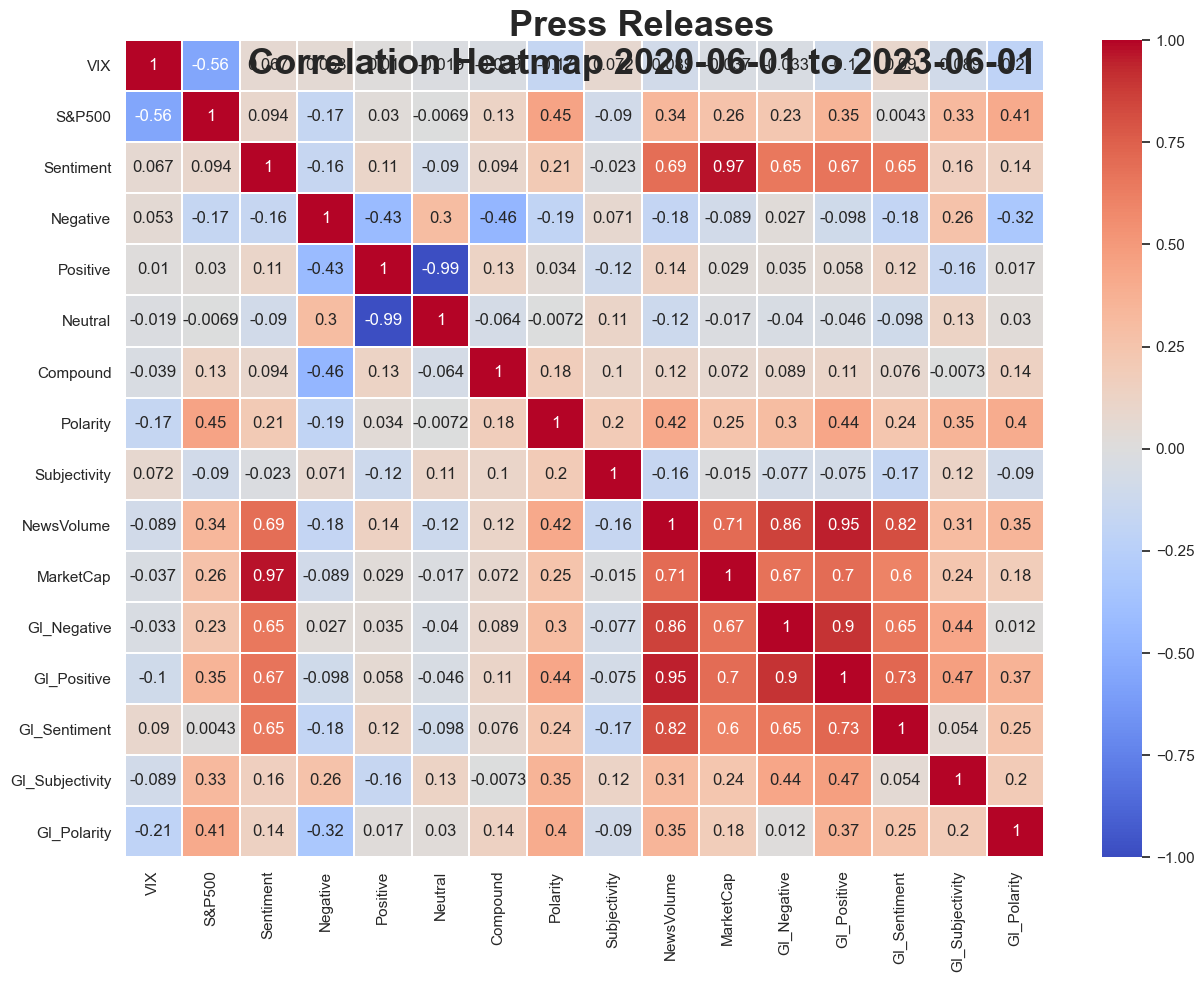 Press Releases
Correlation Heatmap 2020-06-01 to 2023-06-01
VIX 1 -0.56
S&P500 -0.56 1 0.094 -0.17 0.03 -0.0069 0.13 0.45 -0.09 0.34 0.26 0.23 0.35 0.0043 0.33 0.41
Sentiment 0.067 0.094 1 -0.16 0.11 -0.09 0.094 0.21 -0.023 0.69 0.97 0.65 0.67 0.65 0.16 0.14
Negative 0.053 -0.17 -0.16 1 -0.43 0.3 -0.46 -0.19 0.071 -0.18 -0.089 0.027 -0.098 -0.18 0.26 -0.32
Positive 0.01 0.03 0.11 -0.43 1 -0.99 0.13 0.034 -0.12 0.14 0.029 0.035 0.058 0.12 -0.16 0.017
Neutral -0.019 -0.0069 -0.09 0.3 -0.99 1 -0.064 -0.0072 0.11 -0.12 -0.017 -0.04 -0.046 -0.098 0.13 0.03
Compound -0.039 0.13 0.094 -0.46 0.13 -0.064 1 0.18 0.1 0.12 0.072 0.089 0.11 0.076 -0.0073 0.14
Polarity -0.17 0.45 0.21 -0.19 0.034 -0.0072 0.18 1 0.2 0.42 0.25 0.3 0.44 0.24 0.35 0.4
Subjectivity 0.072 -0.09 -0.023 0.071 -0.12 0.11 0.1 0.2 1 -0.16 -0.015 -0.077 -0.075 -0.17 0.12 -0.09
NewsVolume -0.089 0.34 0.69 -0.18 0.14 -0.12 0.12 0.42 -0.16 1 0.71 0.86 0.95 0.82 0.31 0.35
MarketCap -0.037 0.26 0.97 -0.089 0.029 -0.017 0.072 0.25 -0.015 0.71 1 0.67 0.7 0.6 0.24 0.18
GI_Negative -0.033 0.23 0.65 0.027 0.035 -0.04 0.089 0.3 -0.077 0.86 0.67 1 0.9 0.65 0.44 0.012
GI_Positive -0.1 0.35 0.67 -0.098 0.058 -0.046 0.11 0.44 -0.075 0.95 0.7 0.9 1 0.73 0.47 0.37
GI_Sentiment 0.09 0.0043 0.65 -0.18 0.12 -0.098 0.076 0.24 -0.17 0.82 0.6 0.65 0.73 1 0.054 0.25
GI_Subjectivity -0.089 0.33 0.16 0.26 -0.16 0.13 -0.0073 0.35 0.12 0.31 0.24 0.44 0.47 0.054 1 0.2
GI_Polarity -0.21 0.41 0.14 -0.32 0.017 0.03 0.14 0.4 -0.09 0.35 0.18 0.012 0.37 0.25 0.2 1
VIX
S&P500
Sentiment
Negative
Positive
Neutral
Compound
Polarity
Subjectivity
NewsVolume
MarketCap
GI_Negative
GI_Positive
GI_Sentiment
GI_Subjectivity
GI_Polarity
1.00
0.75
0.50
0.25
0.00
−0.25
−0.50
−0.75
−1.00